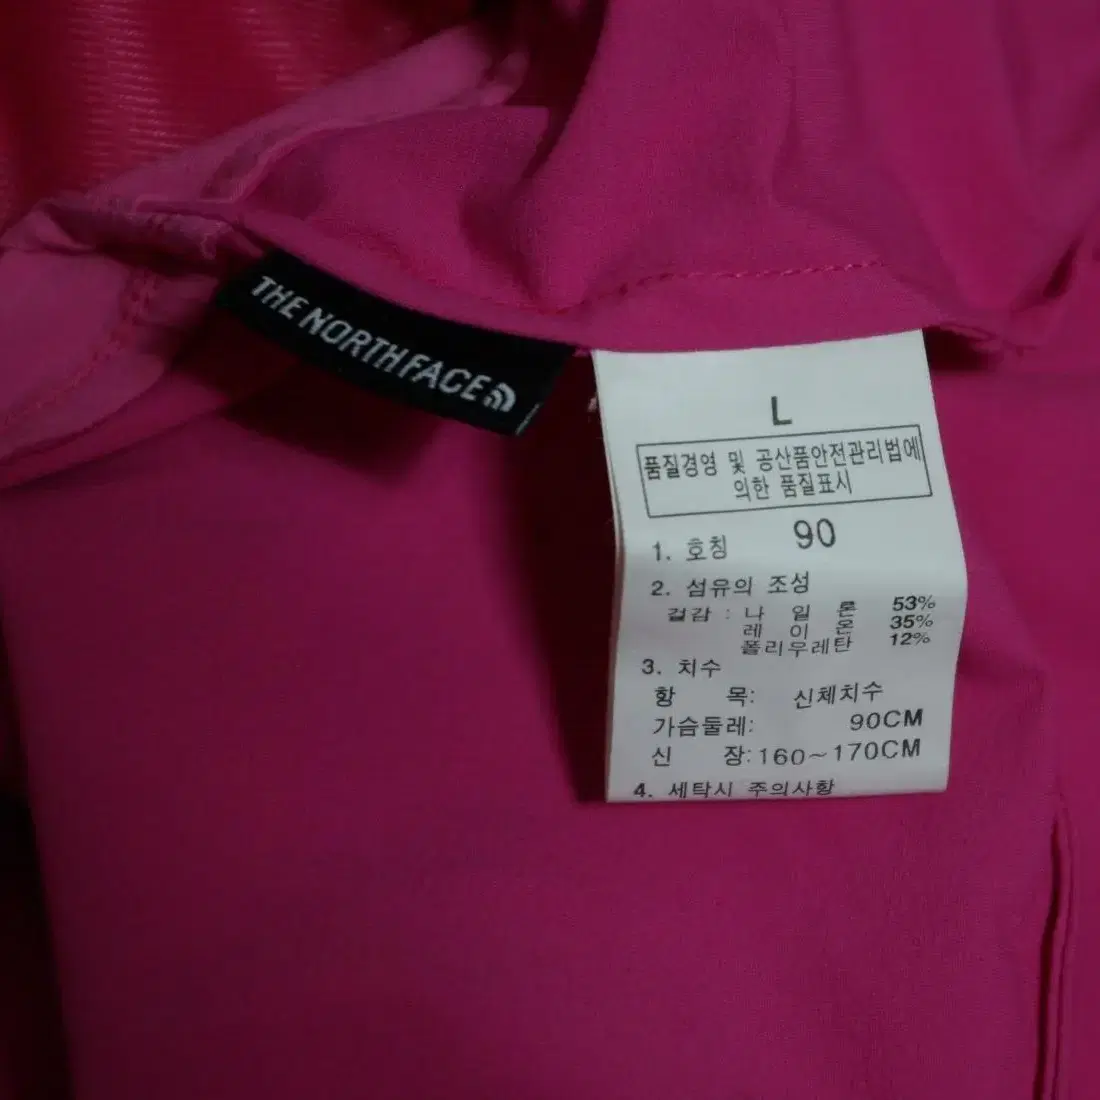 THE NORTH FACE
L
품질경영 및 공산품안전관리법에
의한 품질표시
1. 호칭 90
2. 섬유의 조성
겉감 : 나 일 론 53%
레 이 온 35%
폴리우레탄 12%
3. 치수
항 목: 신체치수
가슴둘레: 90CM
신 장: 160~170CM
4. 세탁시 주의사항